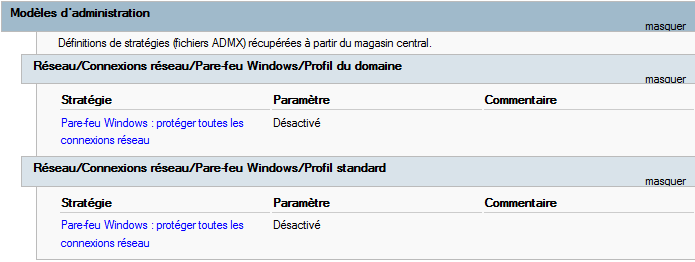 Modèles d'administration
masquer
Définitions de stratégies (fichiers ADMX) récupérées à partir du magasin central.
Réseau/Connexions réseau/Pare-feu Windows/Profil du domaine
masquer
Stratégie Paramètre Commentaire
Pare-feu Windows : protéger toutes les Désactivé
connexions réseau
Réseau/Connexions réseau/Pare-feu Windows/Profil standard
masquer
Stratégie Paramètre Commentaire
Pare-feu Windows : protéger toutes les Désactivé
connexions réseau